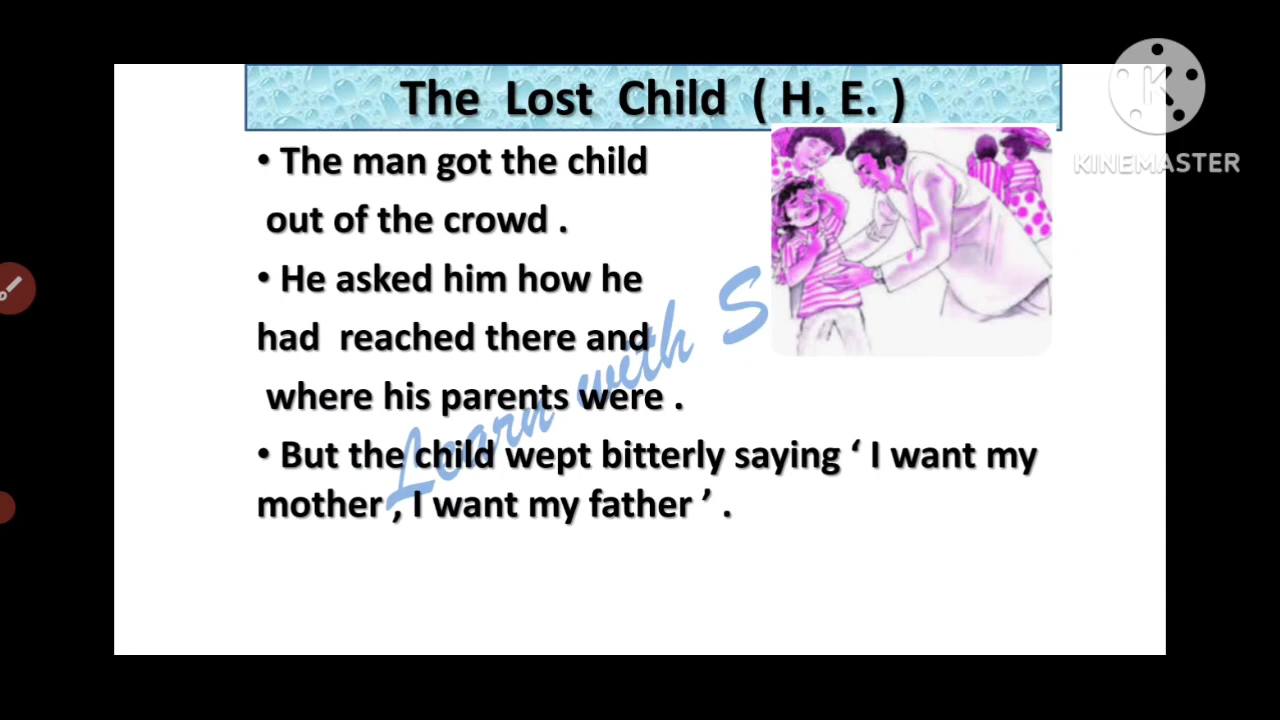 The Lost Child ( H. E. )
KINEMASTER
• The man got the child
out of the crowd .
• He asked him how he
had reached there and
where his parents were .
• But the child wept bitterly saying ‘ I want my
mother , I want my father ’ .
Learn with S